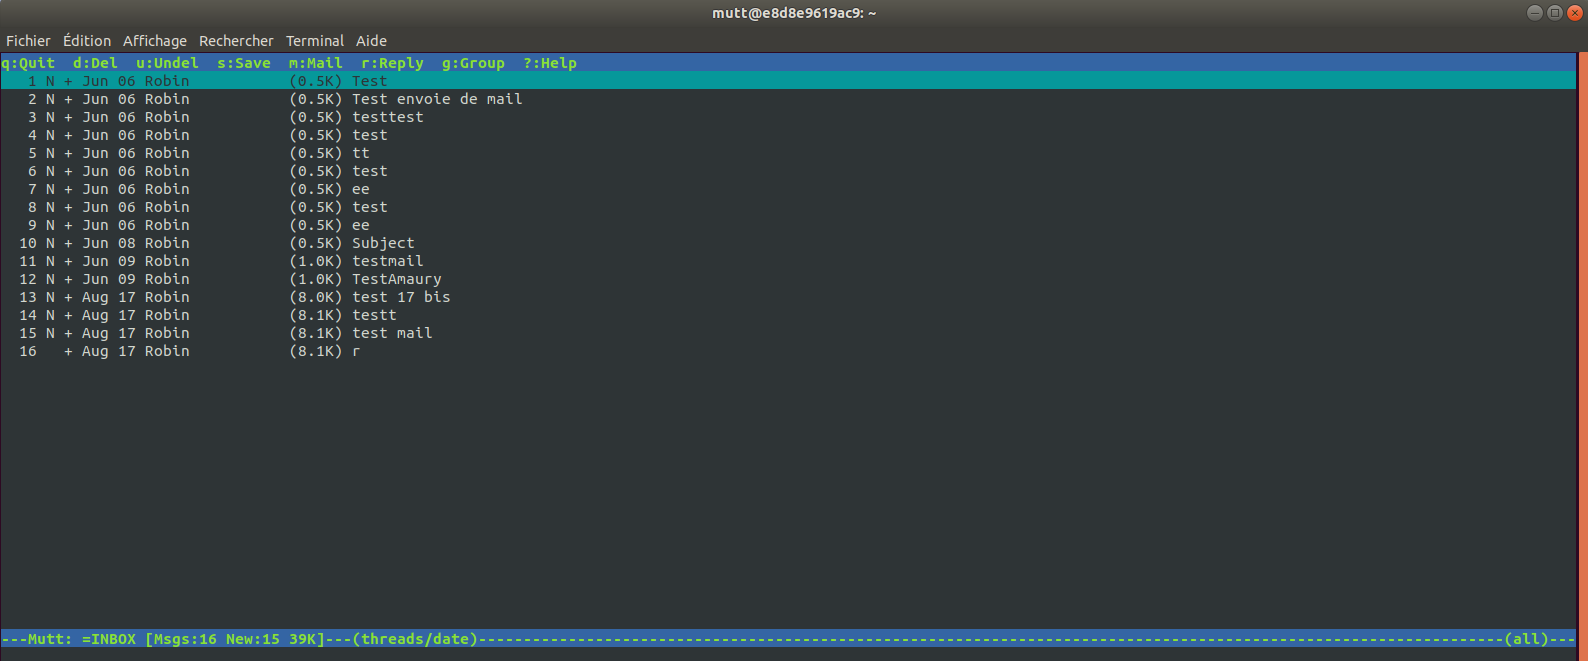 mutt@e8d8e9619ac9: ~
Fichier Édition Affichage Rechercher Terminal Aide
q:Quit d:Del u:Undel s:Save m:Mail r:Reply g:Group ?:Help
1 N + Jun 06 Robin (0.5K) Test
2 N + Jun 06 Robin (0.5K) Test envoie de mail
3 N + Jun 06 Robin (0.5K) testtest
4 N + Jun 06 Robin (0.5K) test
5 N + Jun 06 Robin (0.5K) tt
6 N + Jun 06 Robin (0.5K) test
7 N + Jun 06 Robin (0.5K) ee
8 N + Jun 06 Robin (0.5K) test
9 N + Jun 06 Robin (0.5K) ee
10 N + Jun 08 Robin (0.5K) Subject
11 N + Jun 09 Robin (1.0K) testmail
12 N + Jun 09 Robin (1.0K) TestAmaury
13 N + Aug 17 Robin (8.0K) test 17 bis
14 N + Aug 17 Robin (8.1K) testt
15 N + Aug 17 Robin (8.1K) test mail
16 + Aug 17 Robin (8.1K) r
---Mutt: =INBOX [Msgs:16 New:15 39K]---(threads/date)------------------------------------------------------------------------------------------------------------------(all)---